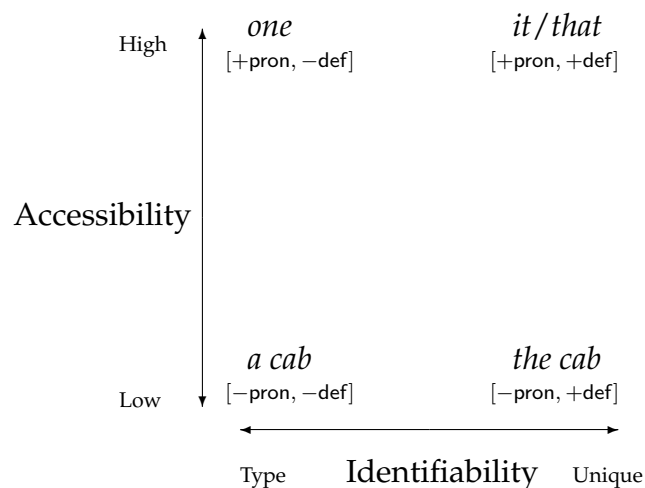 one it/that
High [+pron, −def] [+pron, +def]
Accessibility
a cab the cab
Low [−pron, −def] [−pron, +def]
Type Identifiability Unique